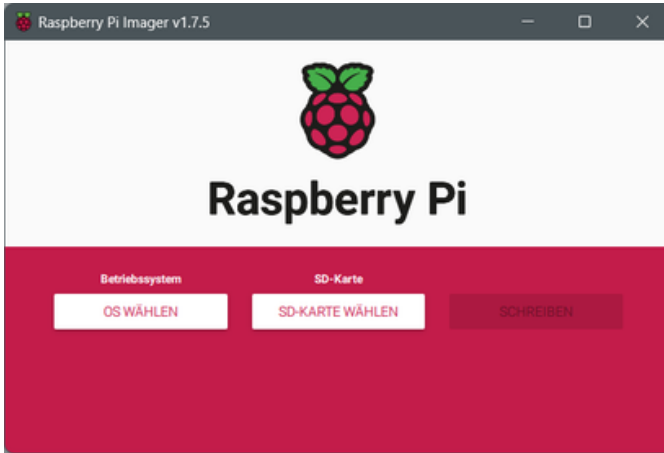 Raspberry Pi Imager v1.7.5
Raspberry Pi
Betriebssystem
SD-Karte
OS WÄHLEN
SD-KARTE WÄHLEN
SCHREIBEN